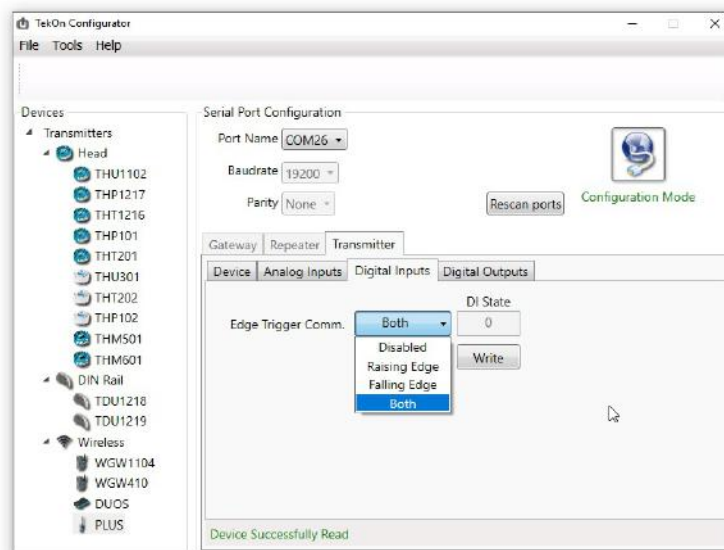 TekOn Configurator
File Tools Help
Devices
Transmitters
Head
THU1102
THP1217
THT1216
THP101
THT201
THU301
THT202
THP102
THM501
THM601
DIN Rail
TDU1218
TDU1219
Wireless
WGW1104
WGW410
DUOS
PLUS
Serial Port Configuration
Port Name COM26
Baudrate 19200
Parity None
Rescan ports
Configuration Mode
Gateway Repeater Transmitter
Device Analog Inputs Digital Inputs Digital Outputs
DI State
Edge Trigger Comm. Both 0
Disabled
Raising Edge
Falling Edge
Both
Write
Device Successfully Read